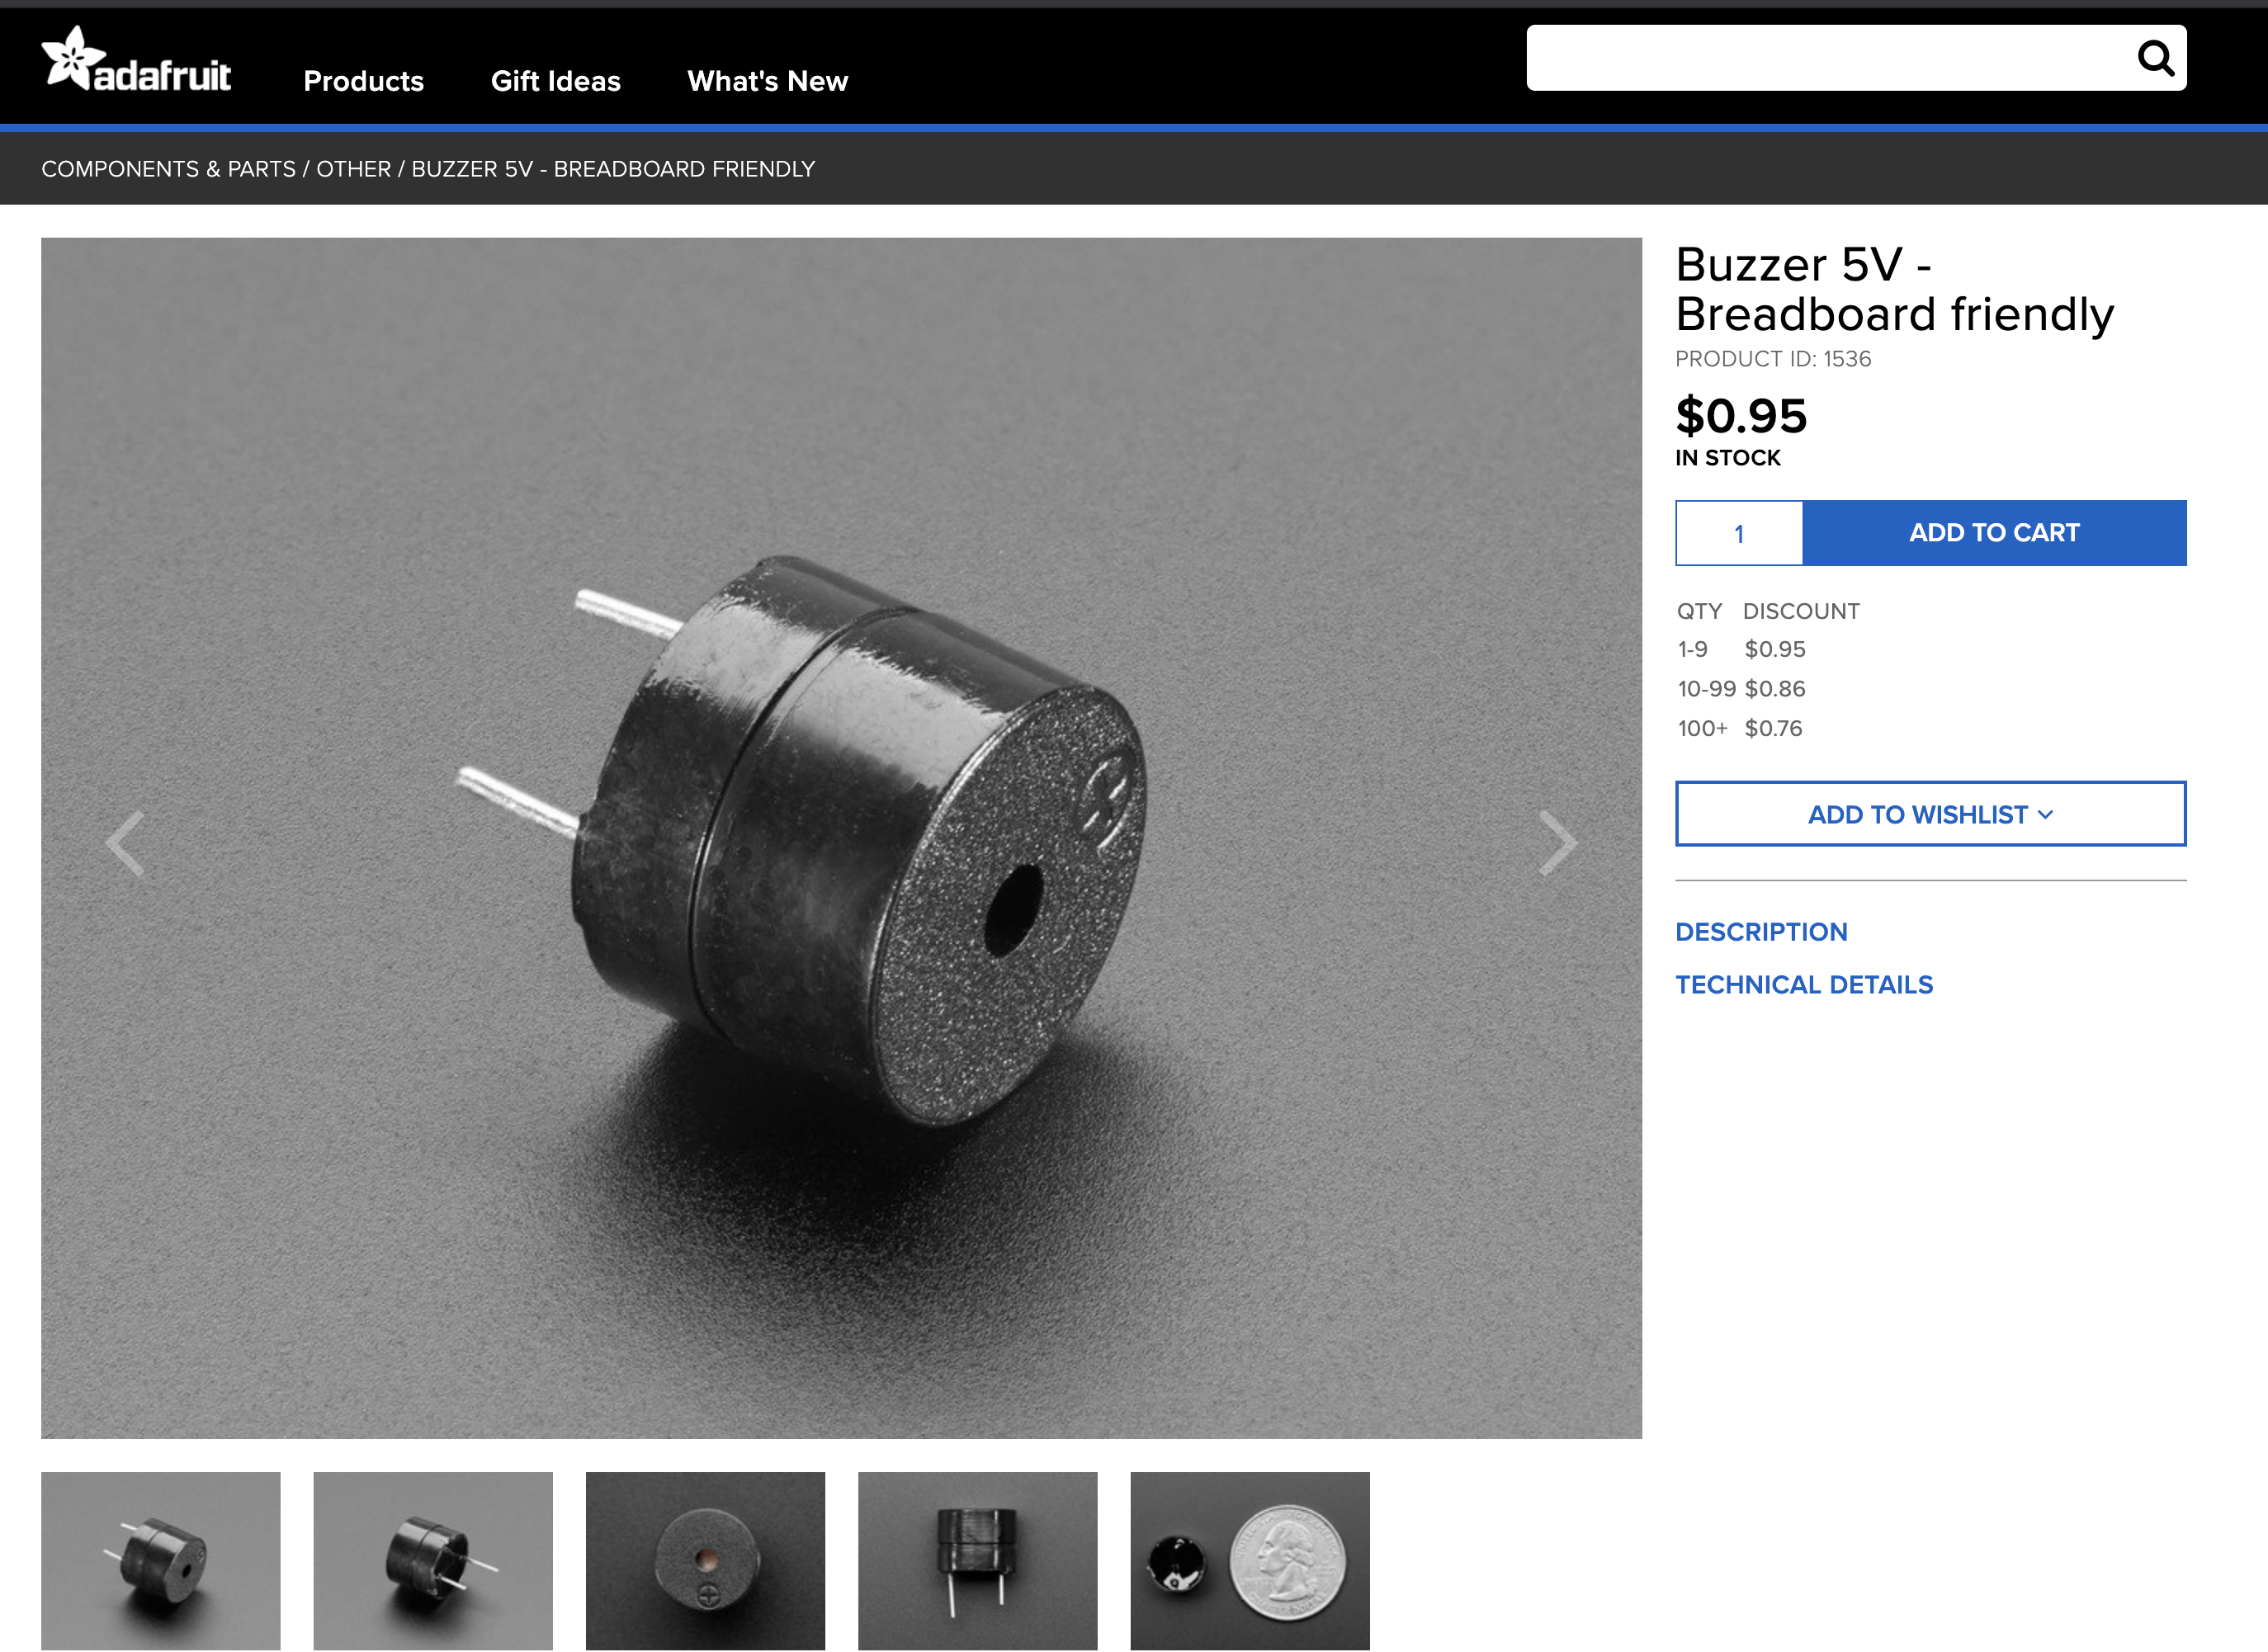 adafruit
Products
Gift Ideas
What's New
COMPONENTS & PARTS / OTHER / BUZZER 5V - BREADBOARD FRIENDLY
Buzzer 5V -
Breadboard friendly
PRODUCT ID: 1536
$0.95
IN STOCK
1
ADD TO CART
QTY DISCOUNT
1-9 $0.95
10-99 $0.86
100+ $0.76
ADD TO WISHLIST
DESCRIPTION
TECHNICAL DETAILS